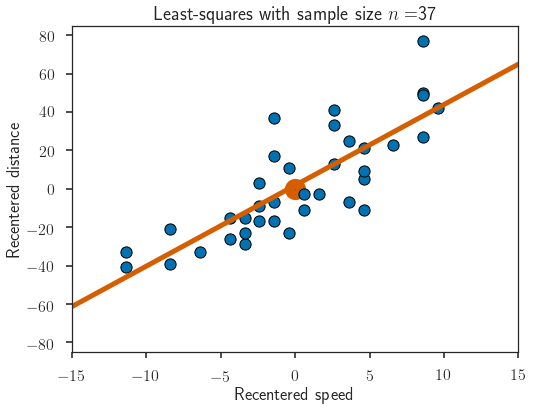 Least-squares with sample size n =37
80
60
40
20
0
−20
−40
−60
−80
Recentered distance
−15 −10 −5 0 5 10 15
Recentered speed